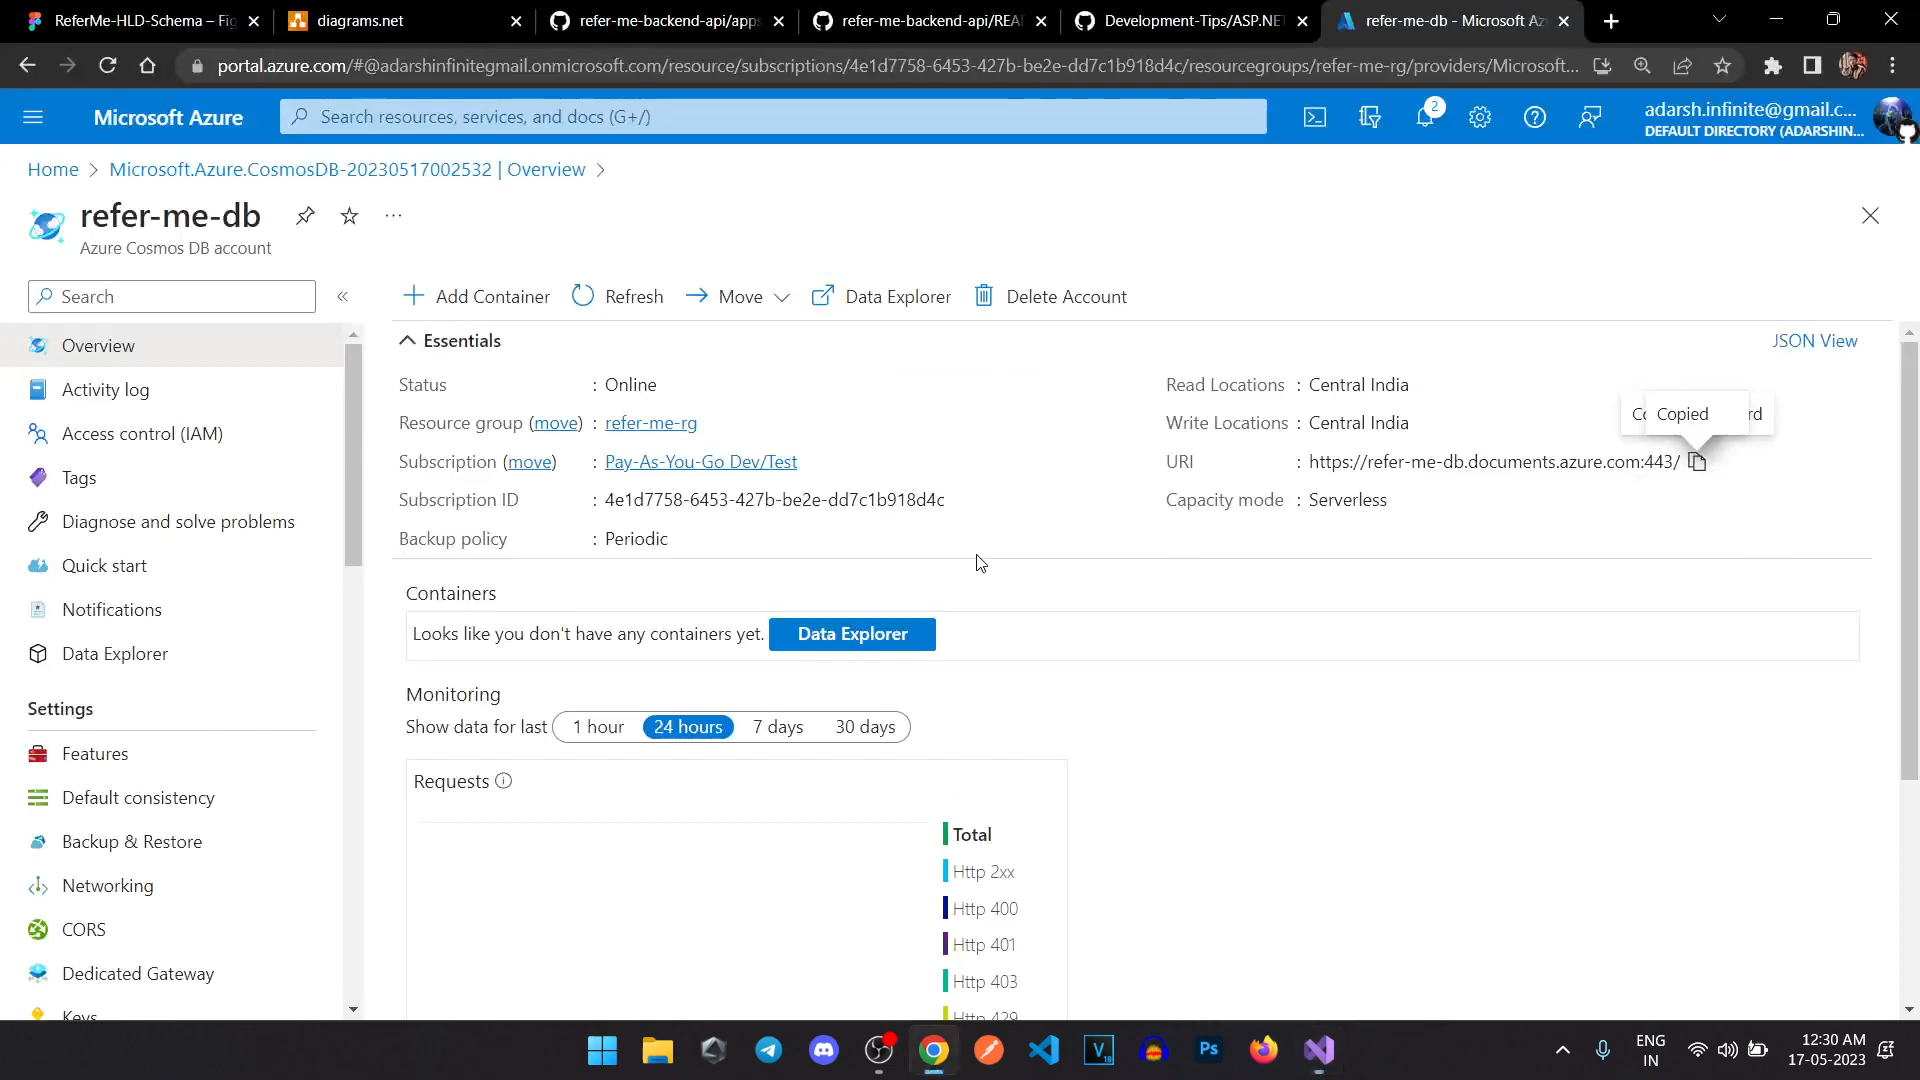 ReferMe-HLD-Schema – Fig
diagrams.net
refer-me-backend-api/apps
refer-me-backend-api/REA
Development-Tips/ASP.NET
refer-me-db - Microsoft Az
portal.azure.com/#@adarshinfinitegmail.onmicrosoft.com/resource/subscriptions/4e1d7758-6453-427b-be2e-dd7c1b918d4c/resourcegroups/refer-me-rg/providers/Microsoft...
Microsoft Azure
Search resources, services, and docs (G+/)
2
adarsh.infinite@gmail.c...
DEFAULT DIRECTORY (ADARSHIN...
Home > Microsoft.Azure.CosmosDB-20230517002532 | Overview >
refer-me-db
Azure Cosmos DB account
Search
Add Container
Refresh
Move
Data Explorer
Delete Account
Overview
Activity log
Access control (IAM)
Tags
Diagnose and solve problems
Quick start
Notifications
Data Explorer
Settings
Features
Default consistency
Backup & Restore
Networking
CORS
Dedicated Gateway
Keys
Essentials
JSON View
Status : Online
Resource group (move) : refer-me-rg
Subscription (move) : Pay-As-You-Go Dev/Test
Subscription ID : 4e1d7758-6453-427b-be2e-dd7c1b918d4c
Backup policy : Periodic
Read Locations : Central India
Write Locations : Central India
Copied
URI : https://refer-me-db.documents.azure.com:443/
Capacity mode : Serverless
Containers
Looks like you don't have any containers yet. Data Explorer
Monitoring
Show data for last 1 hour 24 hours 7 days 30 days
Requests
Total
Http 2xx
Http 400
Http 401
Http 403
Http 429
Ps
ENG
IN
12:30 AM
17-05-2023